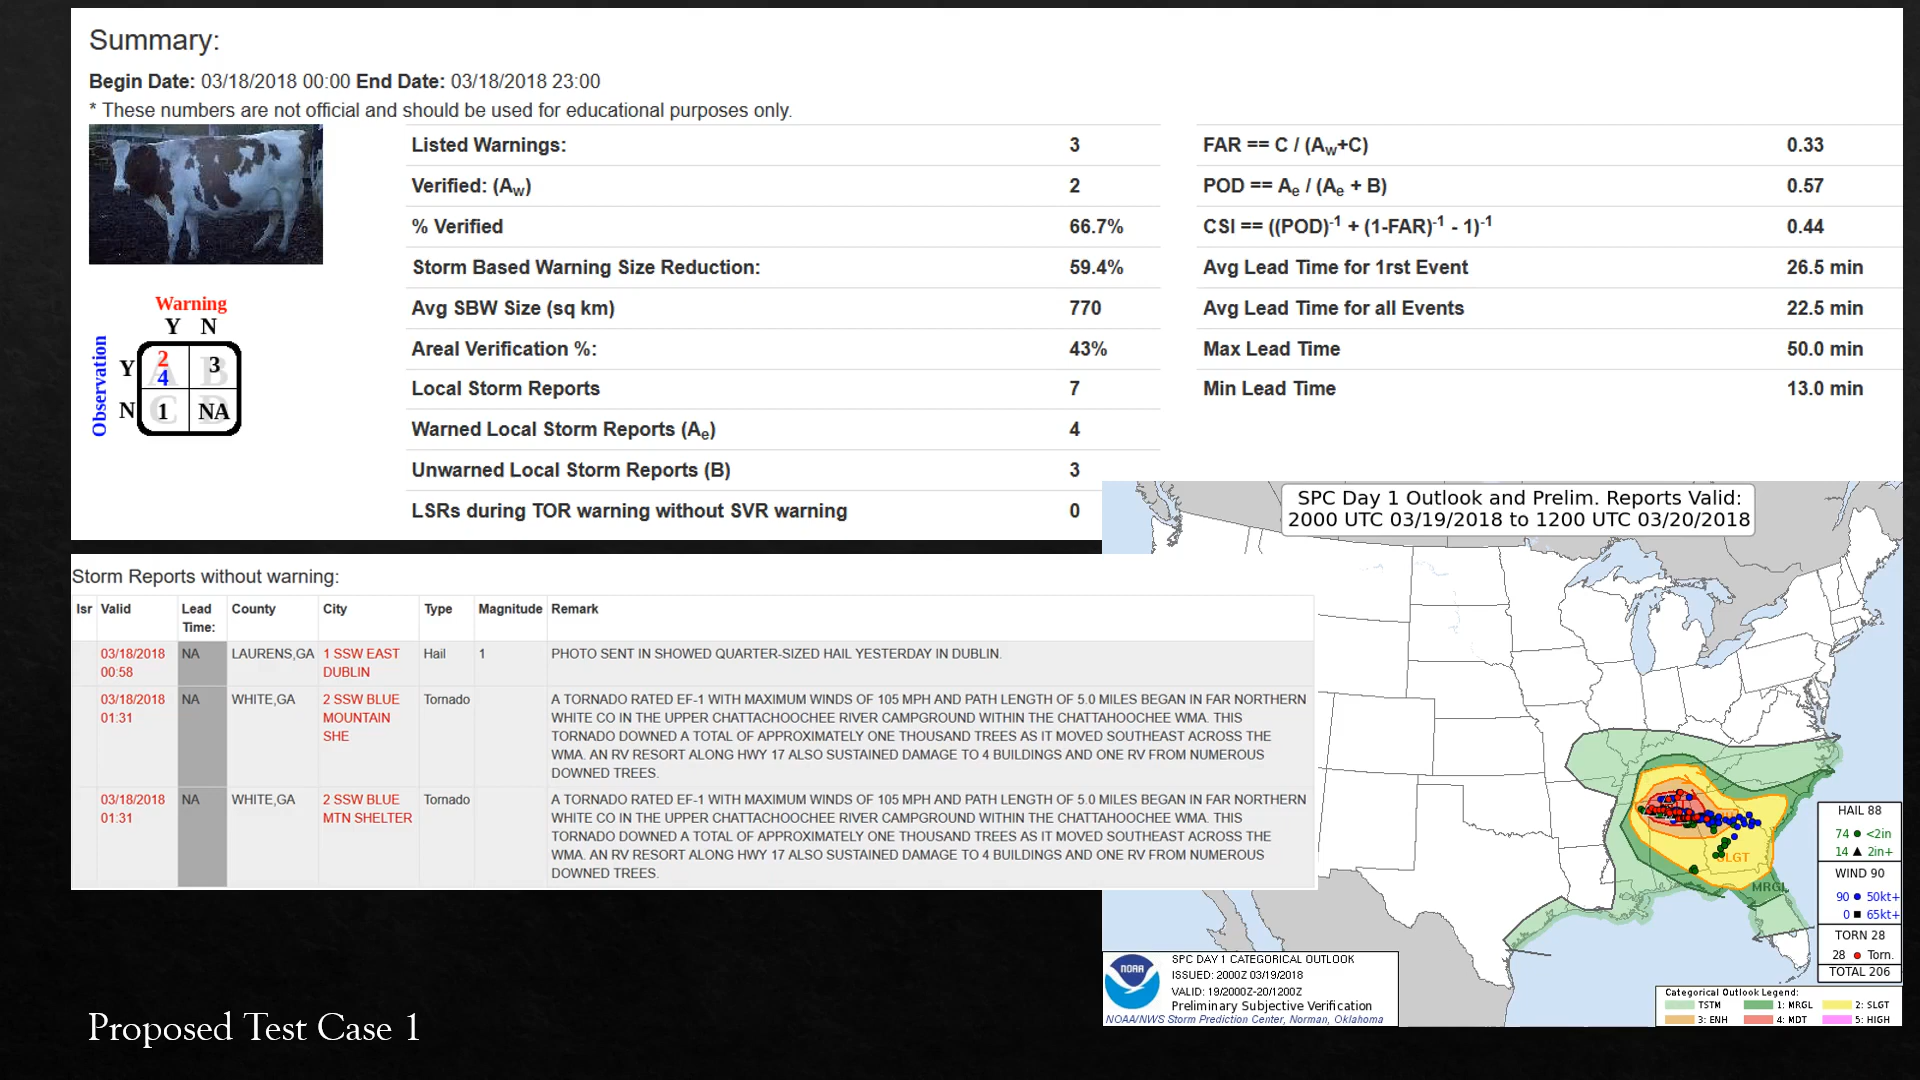 Summary:
Begin Date: 03/18/2018 00:00 End Date: 03/18/2018 23:00
* These numbers are not official and should be used for educational purposes only.
Warning
Y N
Observation
Y 2 4 A 3 B
N 1 C NA D
Listed Warnings: 3
Verified: (Aw) 2
% Verified 66.7%
Storm Based Warning Size Reduction: 59.4%
Avg SBW Size (sq km) 770
Areal Verification %: 43%
Local Storm Reports 7
Warned Local Storm Reports (Ae) 4
Unwarned Local Storm Reports (B) 3
LSRs during TOR warning without SVR warning 0
FAR == C / (Aw+C) 0.33
POD == Ae / (Ae + B) 0.57
CSI == ((POD)-1 + (1-FAR)-1 - 1)-1 0.44
Avg Lead Time for 1rst Event 26.5 min
Avg Lead Time for all Events 22.5 min
Max Lead Time 50.0 min
Min Lead Time 13.0 min
Storm Reports without warning:
lsr Valid Lead Time: County City Type Magnitude Remark
03/18/2018 00:58 NA LAURENS,GA 1 SSW EAST DUBLIN Hail 1 PHOTO SENT IN SHOWED QUARTER-SIZED HAIL YESTERDAY IN DUBLIN.
03/18/2018 01:31 NA WHITE,GA 2 SSW BLUE MOUNTAIN SHE Tornado A TORNADO RATED EF-1 WITH MAXIMUM WINDS OF 105 MPH AND PATH LENGTH OF 5.0 MILES BEGAN IN FAR NORTHERN
WHITE CO IN THE UPPER CHATTACHOOCHEE RIVER CAMPGROUND WITHIN THE CHATTAHOOCHEE WMA. THIS
TORNADO DOWNED A TOTAL OF APPROXIMATELY ONE THOUSAND TREES AS IT MOVED SOUTHEAST ACROSS THE
WMA. AN RV RESORT ALONG HWY 17 ALSO SUSTAINED DAMAGE TO 4 BUILDINGS AND ONE RV FROM NUMEROUS
DOWNED TREES.
03/18/2018 01:31 NA WHITE,GA 2 SSW BLUE MTN SHELTER Tornado A TORNADO RATED EF-1 WITH MAXIMUM WINDS OF 105 MPH AND PATH LENGTH OF 5.0 MILES BEGAN IN FAR NORTHERN
WHITE CO IN THE UPPER CHATTACHOOCHEE RIVER CAMPGROUND WITHIN THE CHATTAHOOCHEE WMA. THIS
TORNADO DOWNED A TOTAL OF APPROXIMATELY ONE THOUSAND TREES AS IT MOVED SOUTHEAST ACROSS THE
WMA. AN RV RESORT ALONG HWY 17 ALSO SUSTAINED DAMAGE TO 4 BUILDINGS AND ONE RV FROM NUMEROUS
DOWNED TREES.
SPC Day 1 Outlook and Prelim. Reports Valid:
2000 UTC 03/19/2018 to 1200 UTC 03/20/2018
SLGT
MRGL
HAIL 88
74 <2in
14 2in+
WIND 90
90 50kt+
0 65kt+
TORN 28
28 Torn.
TOTAL 206
NOAA
SPC DAY 1 CATEGORICAL OUTLOOK
ISSUED: 2000Z 03/19/2018
VALID: 19/2000Z-20/1200Z
Preliminary Subjective Verification
NOAA/NWS Storm Prediction Center, Norman, Oklahoma
Categorical Outlook Legend:
TSTM 1: MRGL 2: SLGT
3: ENH 4: MDT 5: HIGH
Proposed Test Case 1